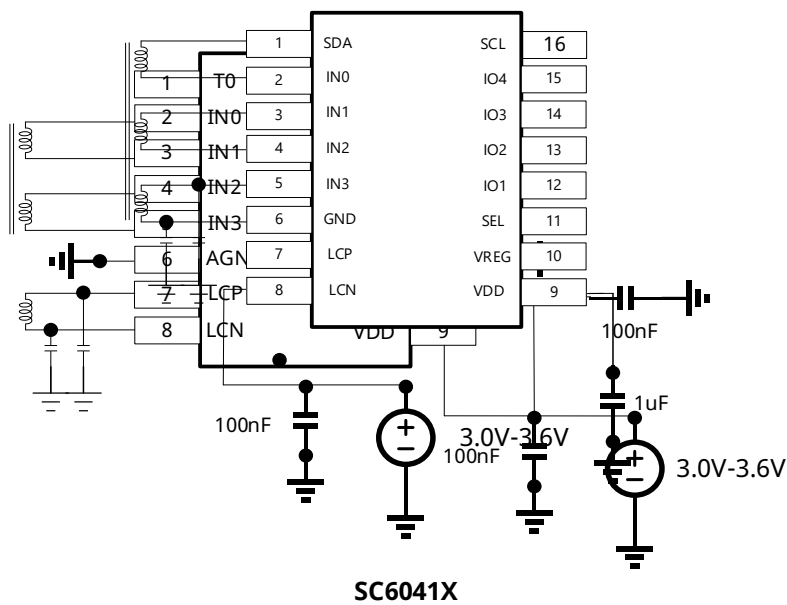 1 SDA SCL 16
2 IN0 IO4 15
3 IN1 IO3 14
4 IN2 IO2 13
5 IN3 IO1 12
6 GND SEL 11
7 LCP VREG 10
8 LCN VDD 9
1 T0
2 IN0
3 IN1
4 IN2
IN3
6 AGN
7 LCP
8 LCN
VDD 9
100nF
1uF
100nF
3.0V-3.6V
100nF
3.0V-3.6V
SC6041X